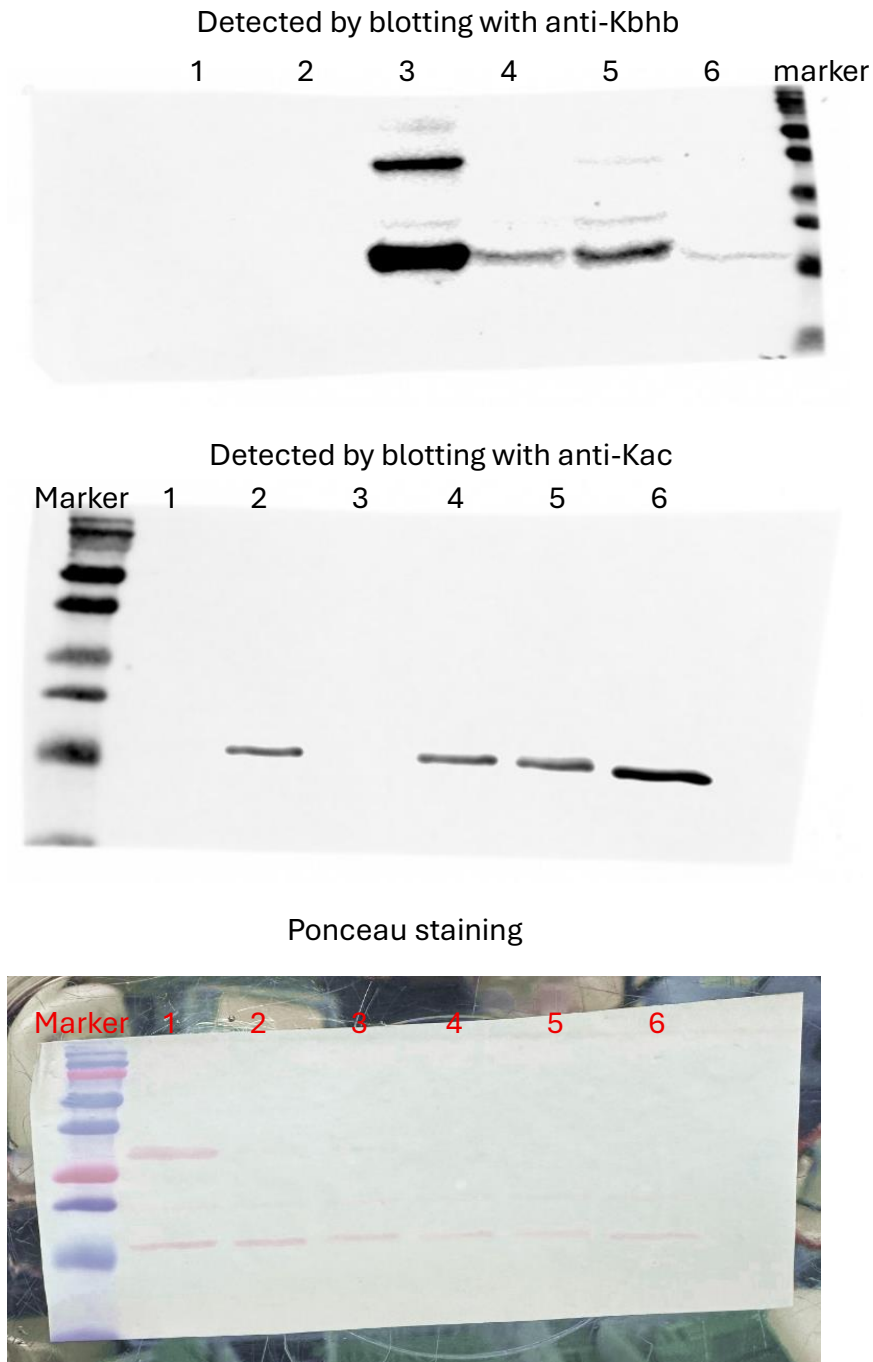 Detected by blotting with anti-Kbhb
1 2 3 4 5 6 marker
Detected by blotting with anti-Kac
Marker 1 2 3 4 5 6
Ponceau staining
Marker 1 2 3 4 5 6